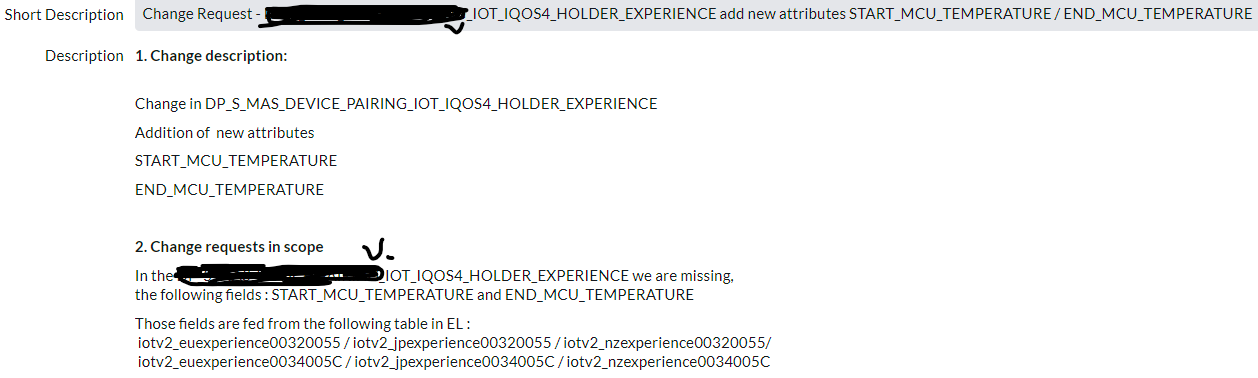 Short Description Change Request - _IOT_IQOS4_HOLDER_EXPERIENCE add new attributes START_MCU_TEMPERATURE / END_MCU_TEMPERATURE
Description 1. Change description:
Change in DP_S_MAS_DEVICE_PAIRING_IOT_IQOS4_HOLDER_EXPERIENCE
Addition of new attributes
START_MCU_TEMPERATURE
END_MCU_TEMPERATURE
2. Change requests in scope
In the _IOT_IQOS4_HOLDER_EXPERIENCE we are missing,
the following fields : START_MCU_TEMPERATURE and END_MCU_TEMPERATURE
Those fields are fed from the following table in EL :
iotv2_euexperience00320055 / iotv2_jpexperience00320055 / iotv2_nzexperience00320055/
iotv2_euexperience0034005C / iotv2_jpexperience0034005C / iotv2_nzexperience0034005C